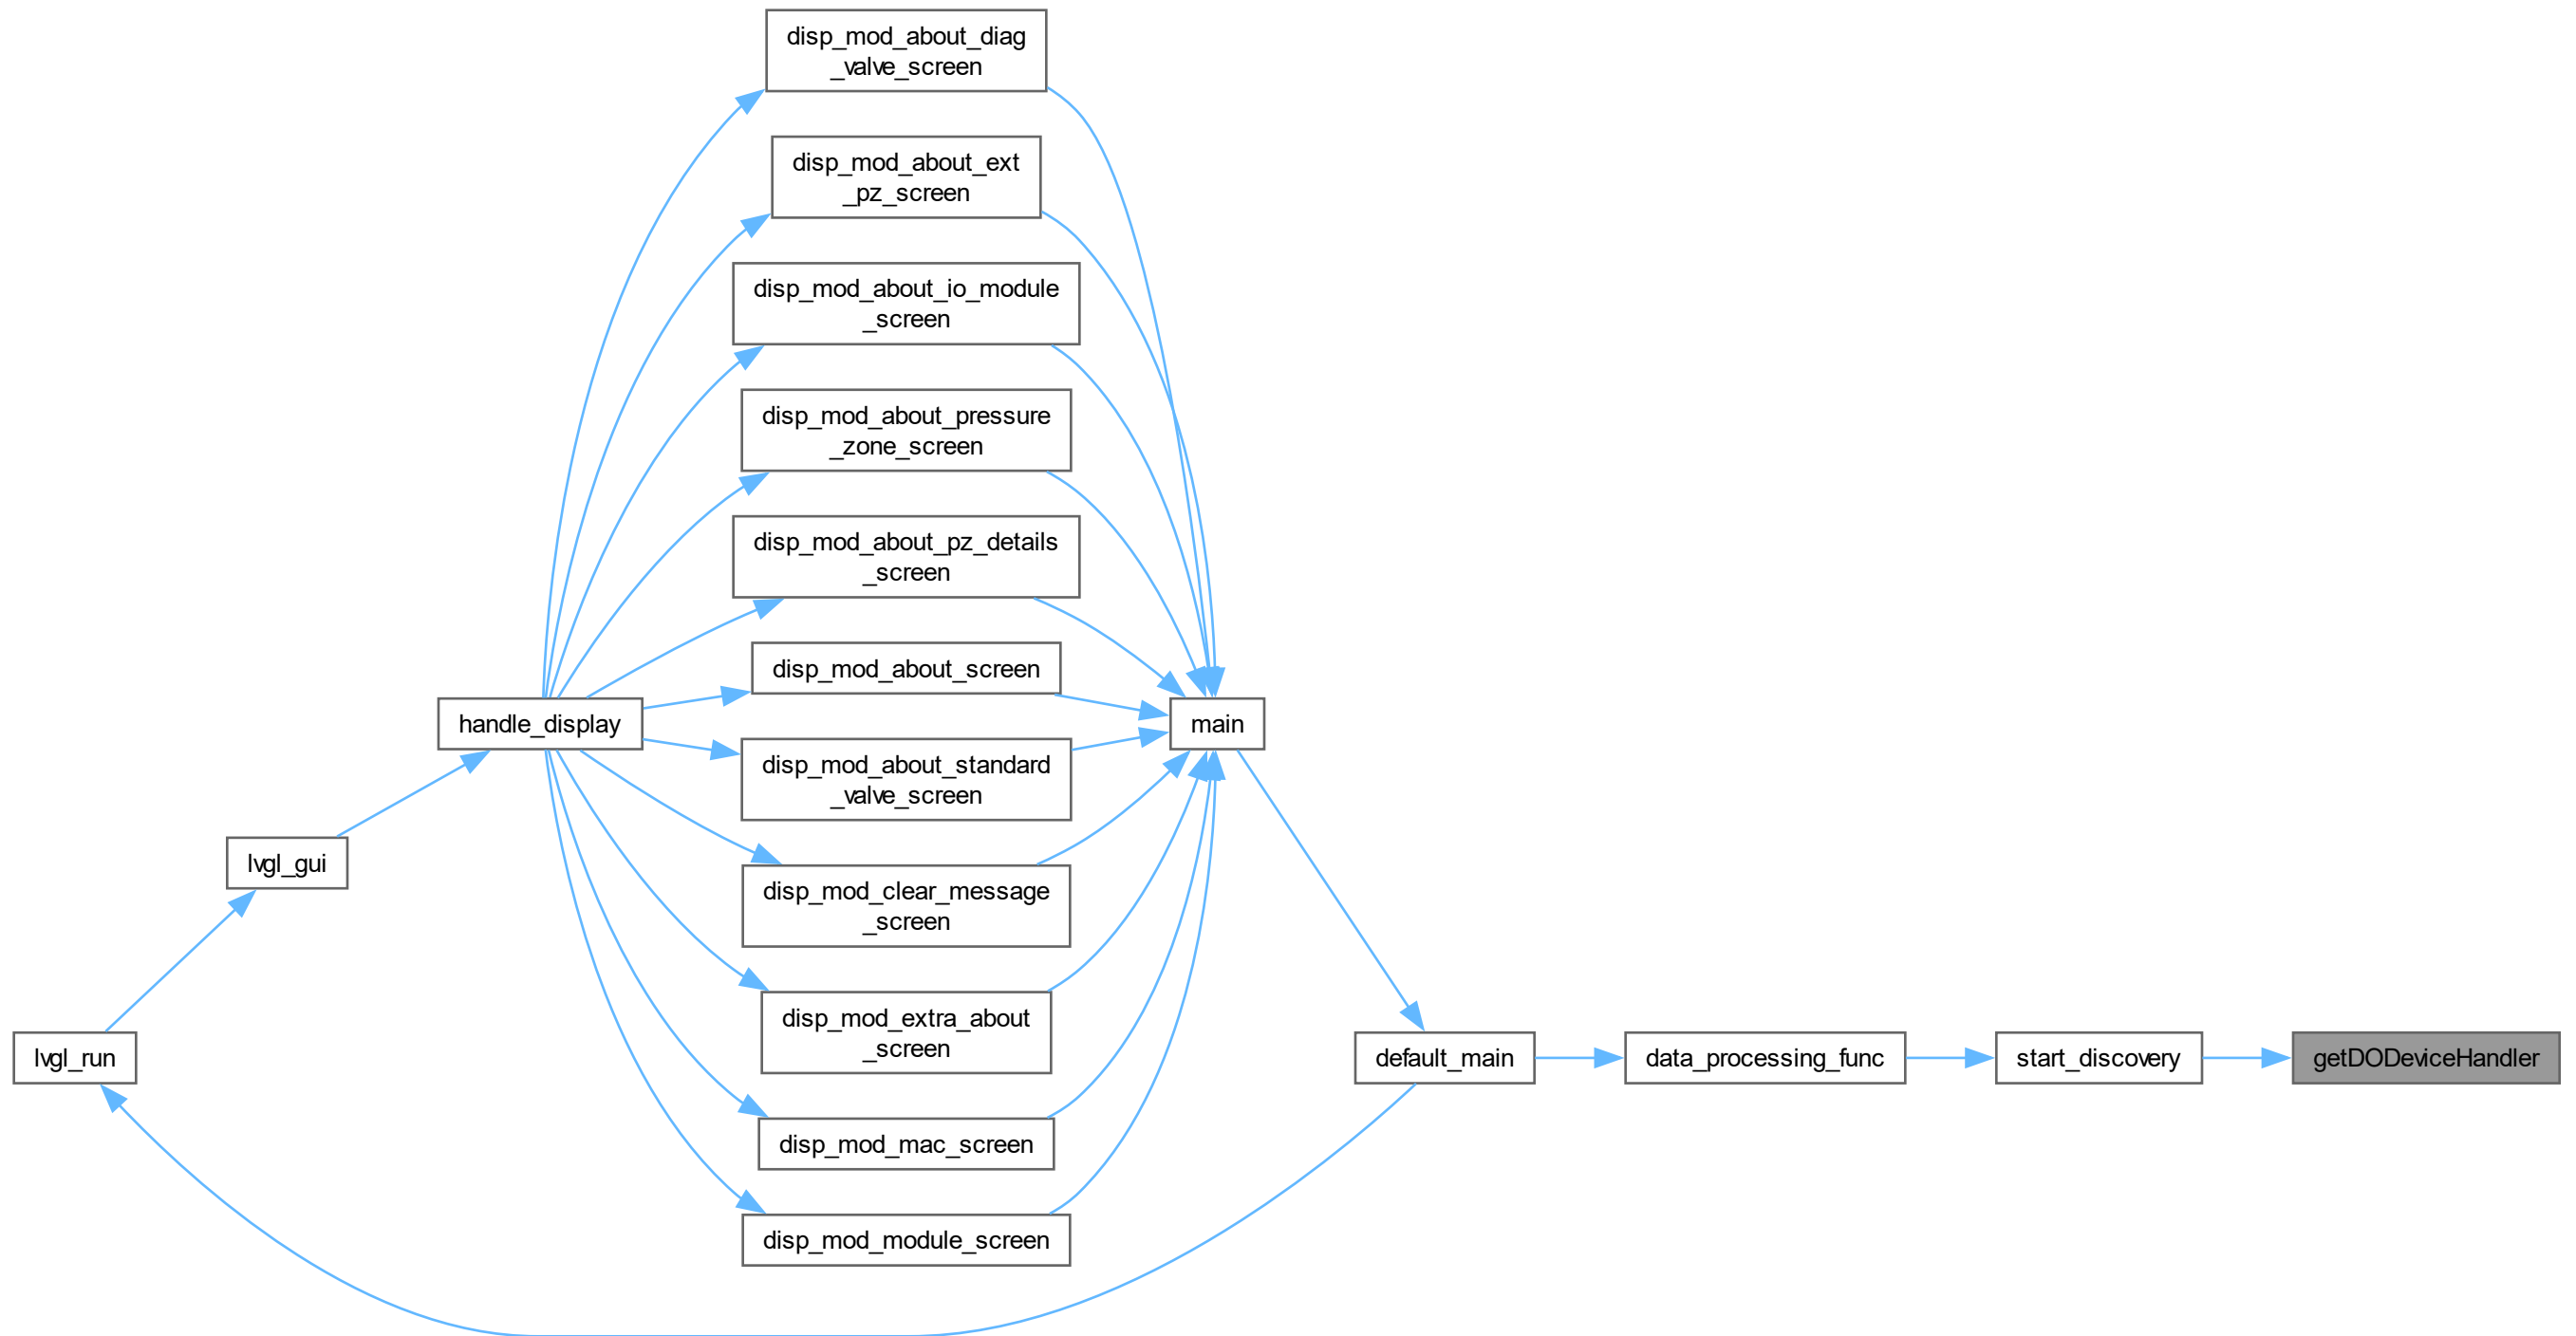 disp_mod_about_diag
_valve_screen
disp_mod_about_ext
_pz_screen
disp_mod_about_io_module
_screen
disp_mod_about_pressure
_zone_screen
disp_mod_about_pz_details
_screen
disp_mod_about_screen
handle_display
main
disp_mod_about_standard
_valve_screen
lvgl_gui
disp_mod_clear_message
_screen
disp_mod_extra_about
_screen
lvgl_run
default_main
data_processing_func
start_discovery
getDODeviceHandler
disp_mod_mac_screen
disp_mod_module_screen